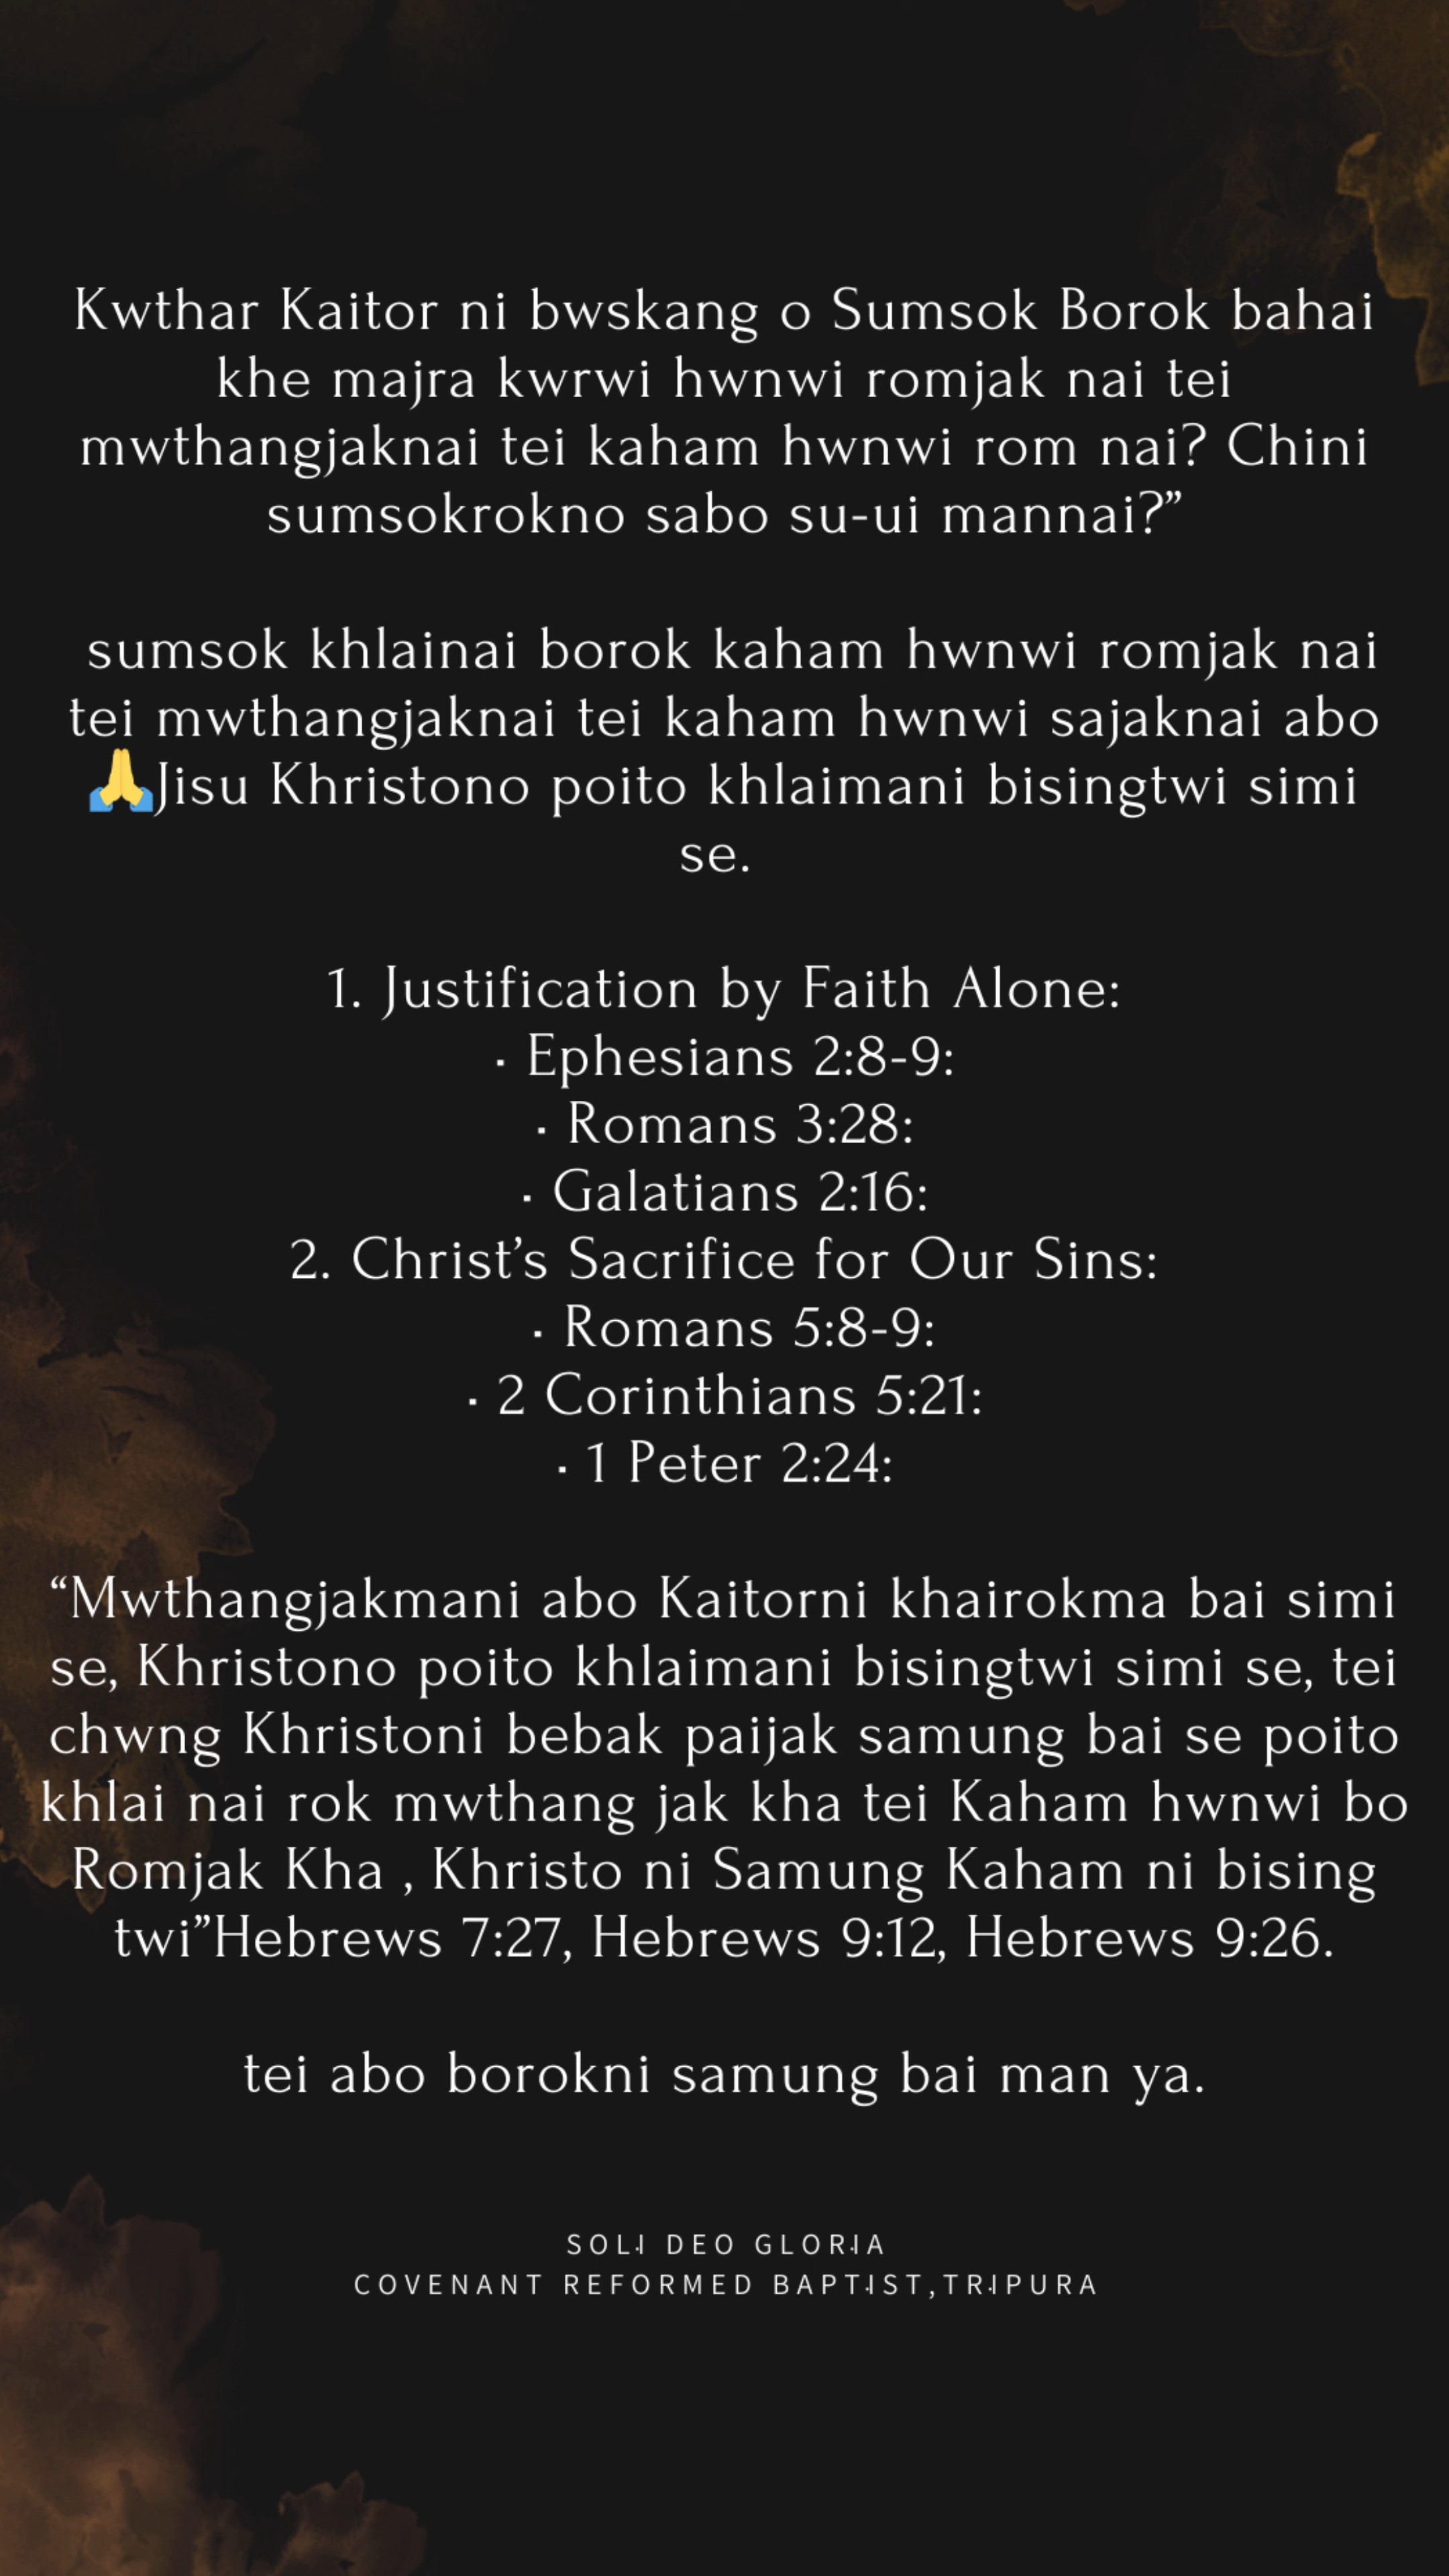 Kwthar Kaitor ni bwskang o Sumsok Borok bahai
khe majra kwrwi hwnwi romjak nai tei
mwthangjaknai tei kaham hwnwi rom nai? Chini
sumsokrokno sabo su-ui mannai?”
sumsok khlainai borok kaham hwnwi romjak nai
tei mwthangjaknai tei kaham hwnwi sajaknai abo
🙏Jisu Khristono poito khlaimani bisingtwi simi
se.
1. Justification by Faith Alone:
· Ephesians 2:8-9:
· Romans 3:28:
· Galatians 2:16:
2. Christ’s Sacrifice for Our Sins:
· Romans 5:8-9:
· 2 Corinthians 5:21:
· 1 Peter 2:24:
“Mwthangjakmani abo Kaitorni khairokma bai simi
se, Khristono poito khlaimani bisingtwi simi se, tei
chwng Khristoni bebak paijak samung bai se poito
khlai nai rok mwthang jak kha tei Kaham hwnwi bo
Romjak Kha , Khristo ni Samung Kaham ni bising
twi”Hebrews 7:27, Hebrews 9:12, Hebrews 9:26.
tei abo borokni samung bai man ya.
SOLI DEO GLORIA
COVENANT REFORMED BAPTIST,TRIPURA